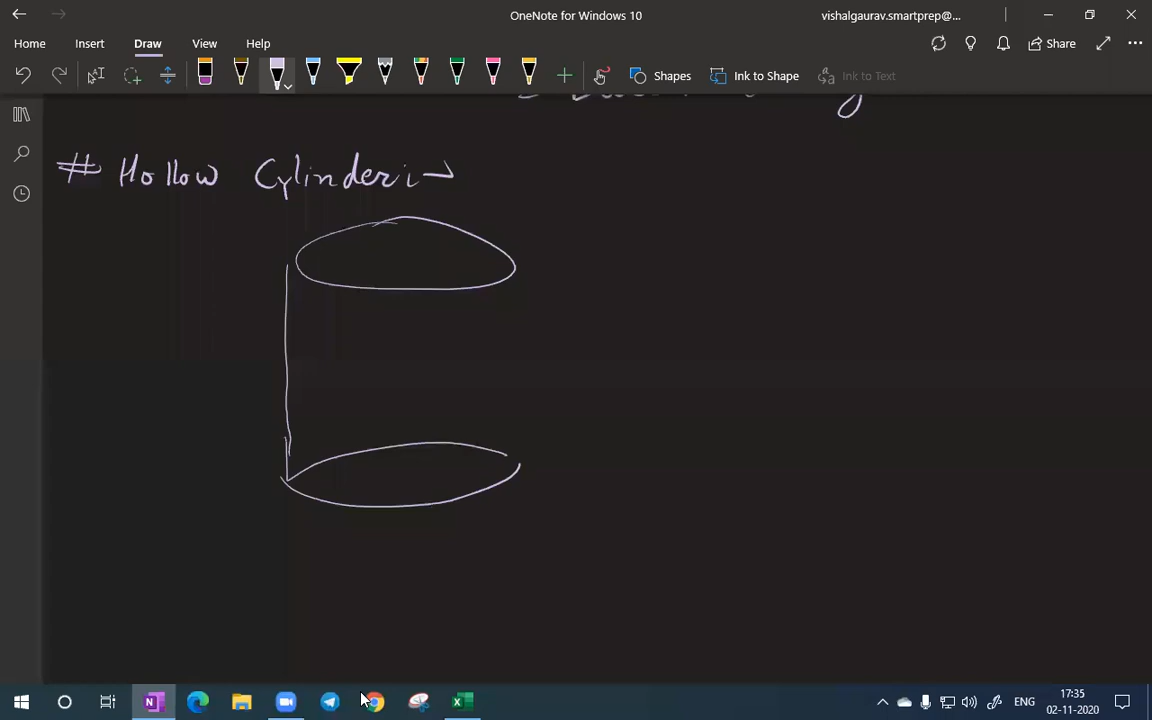 OneNote for Windows 10
vishalgaurav.smartprep@...
Home Insert Draw View Help
Share
Shapes
Ink to Shape
Ink to Text
# Hollow Cylinder :→
ENG
17:35
02-11-2020